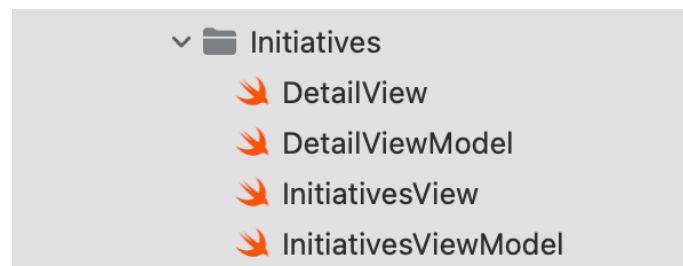 Initiatives
DetailView
DetailViewModel
InitiativesView
InitiativesViewModel